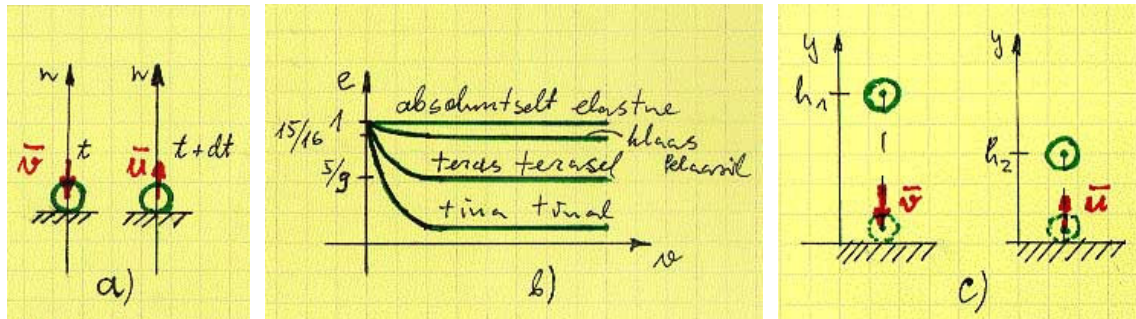 n n
t t+dt
v̄ ū
a)
e
absoluutselt elastne
1
15/16
klaas
klaasil
5/9
teras terasel
tina tinal
v
b)
y y
h₁
h₂
v̄
ū
c)